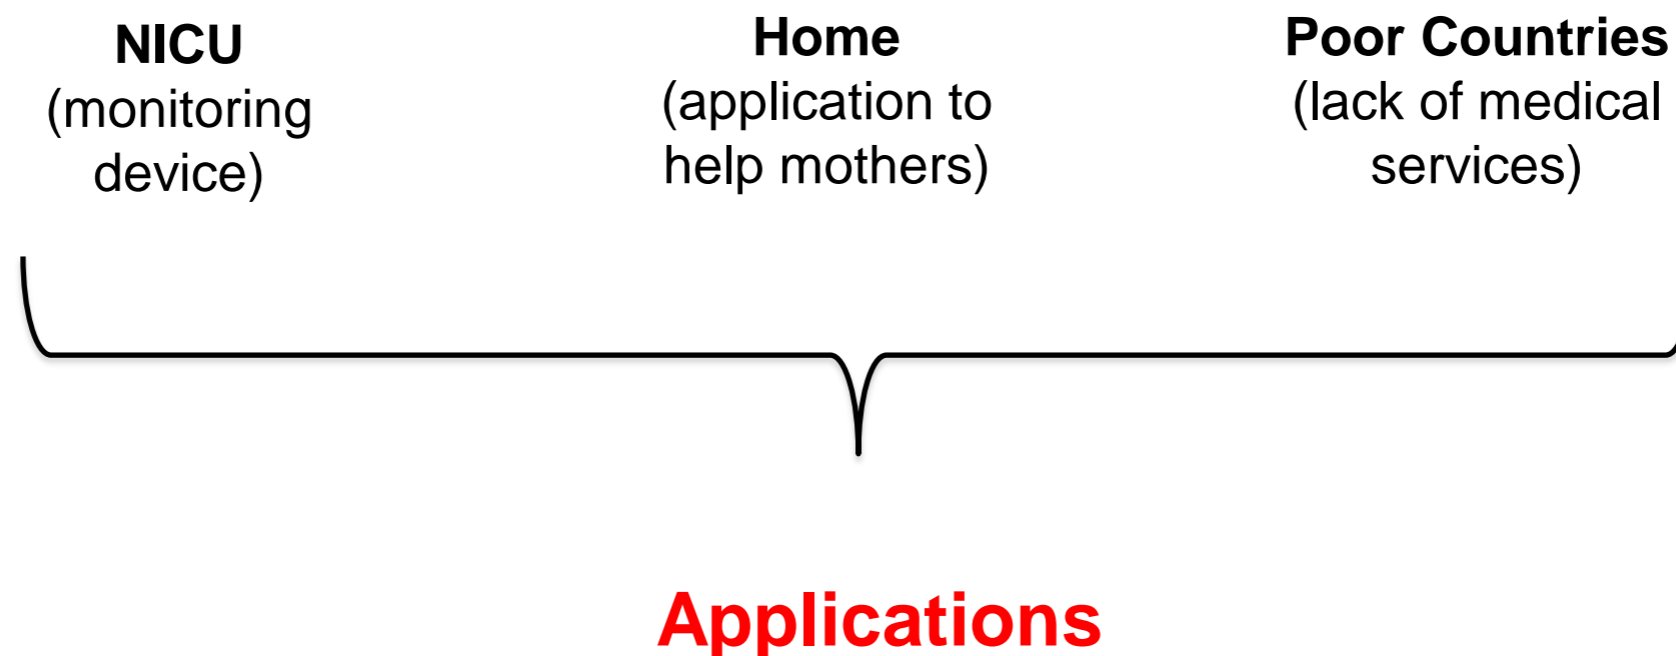 NICU
(monitoring
device)
Home
(application to
help mothers)
Poor Countries
(lack of medical
services)
Applications